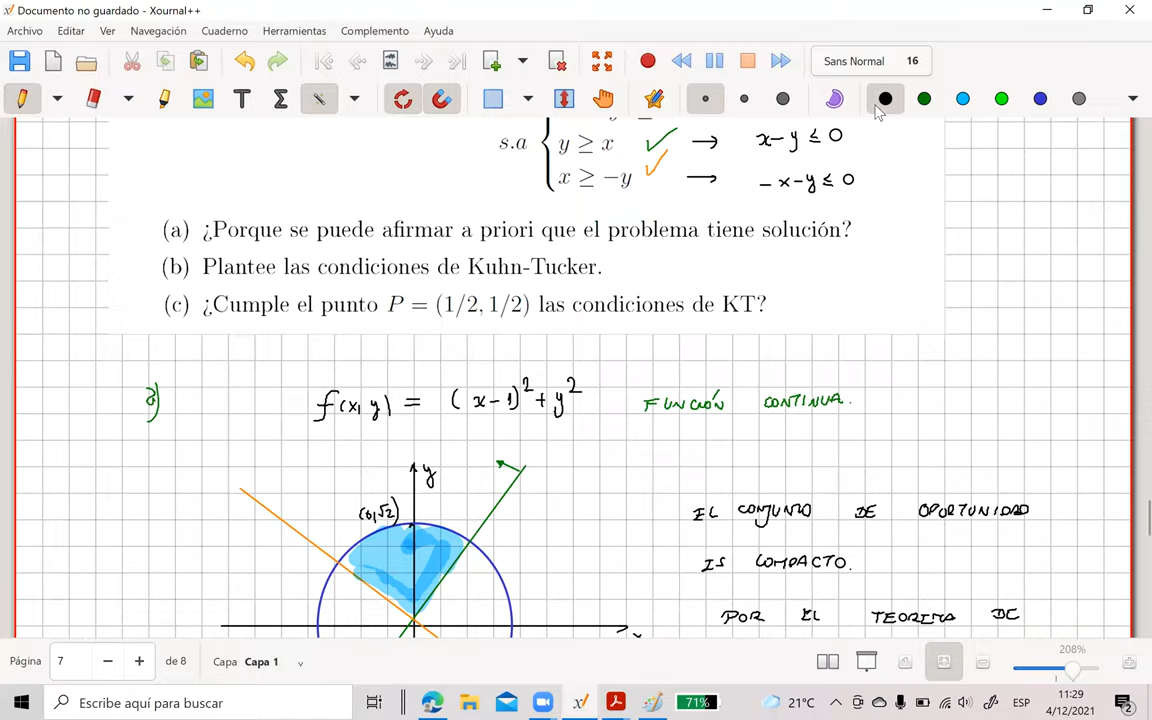 Documento no guardado - Xournal++
Archivo Editar Ver Navegación Cuaderno Herramientas Complemento Ayuda
Sans Normal 16
s.a y ≥ x → x-y ≤ 0
x ≥ -y → -x-y ≤ 0
(a) ¿Porque se puede afirmar a priori que el problema tiene solución?
(b) Plantee las condiciones de Kuhn-Tucker.
(c) ¿Cumple el punto P = (1/2, 1/2) las condiciones de KT?
f(x,y) = (x-1)² + y² FUNCIÓN CONTINUA.
y
(0,√2)
EL CONJUNTO DE OPORTUNIDAD
ES COMPACTO.
POR EL TEOREMA DE
Página 7 de 8 Capa Capa 1 208%
Escribe aquí para buscar 71% 21°C ESP 11:29
4/12/2021 2